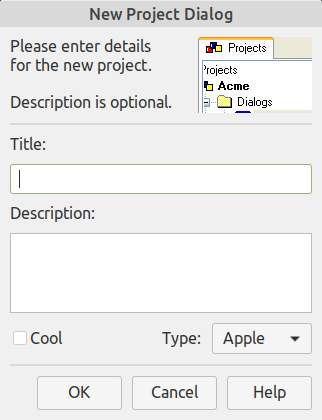 New Project Dialog
Please enter details
for the new project.
Description is optional.
Projects
Projects
Acme
Dialogs
Title:
Description:
Cool
Type:
Apple
OK
Cancel
Help